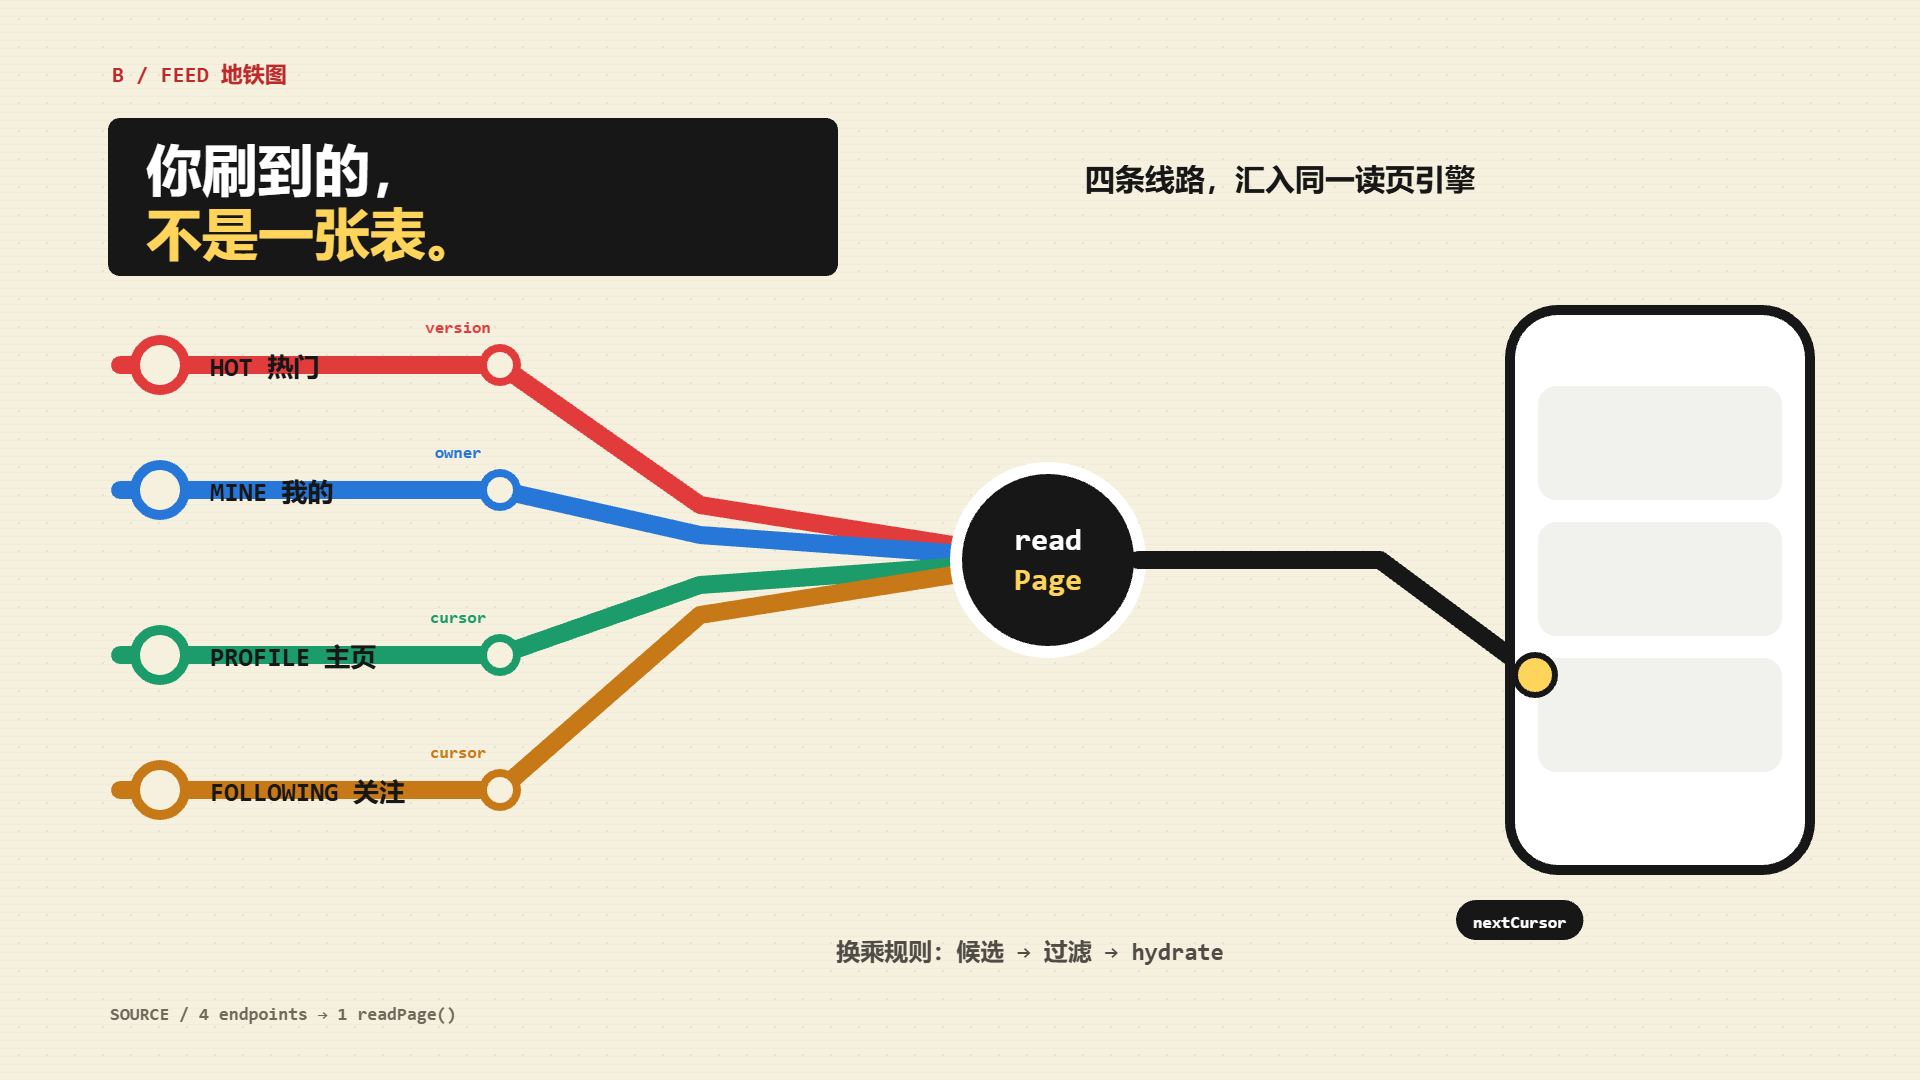 B / FEED 地铁图
你刷到的，
不是一张表。
四条线路，汇入同一读页引擎
version
HOT 热门
owner
MINE 我的
cursor
PROFILE 主页
cursor
FOLLOWING 关注
read
Page
nextCursor
换乘规则：候选 → 过滤 → hydrate
SOURCE / 4 endpoints → 1 readPage()